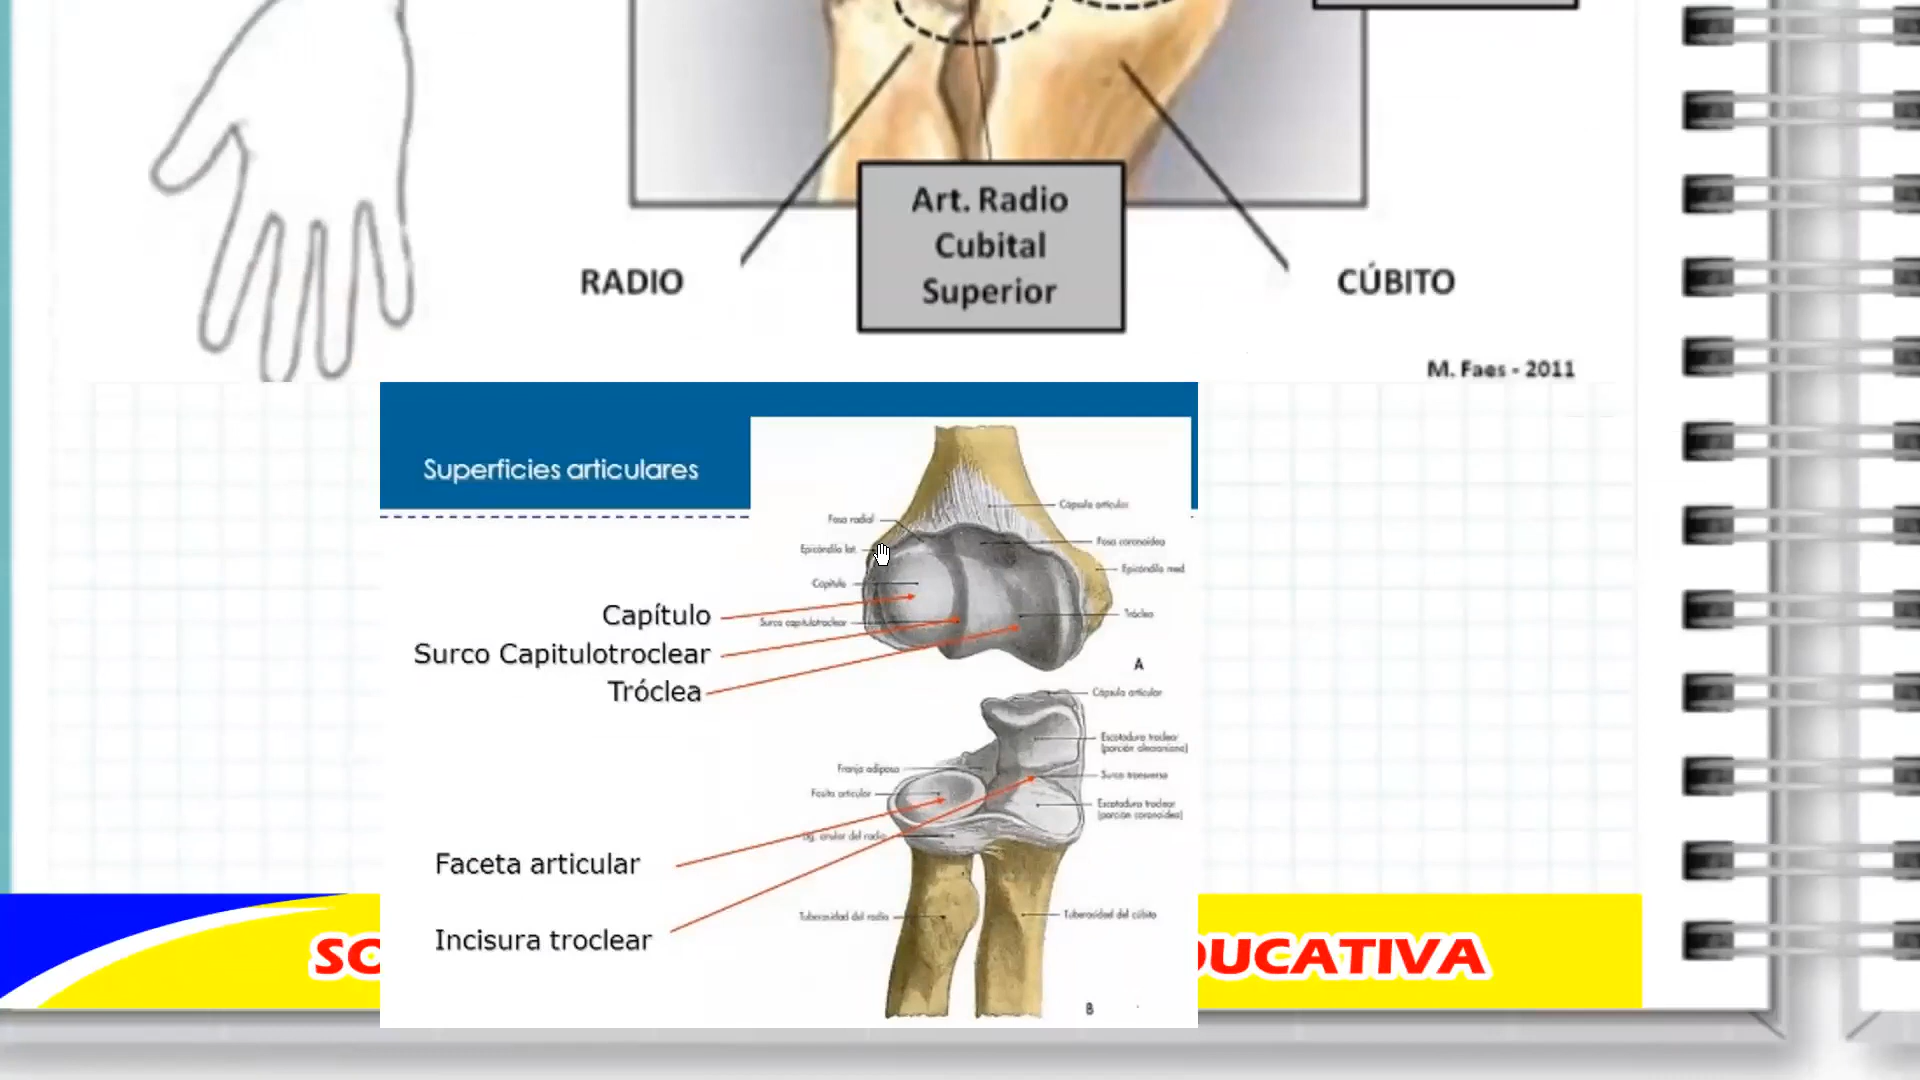 Art. Radio
Cubital
Superior
RADIO
CÚBITO
M. Faes - 2011
Superficies articulares
Cápsula articular
Fosa radial
Fosa coronoidea
Epicóndilo lat.
Epicóndilo med.
Capítulo
Capítulo
Tróclea
Surco capitulotroclear
Surco Capitulotroclear
Tróclea
A
Cápsula articular
Escotadura troclear
(porción olecraniana)
Franja adiposa
Surco transverso
Fosita articular
Escotadura troclear
(porción coronoidea)
Lig. anular del radio
Faceta articular
Tuberosidad del radio
Tuberosidad del cúbito
Incisura troclear
SO
UCATIVA
B